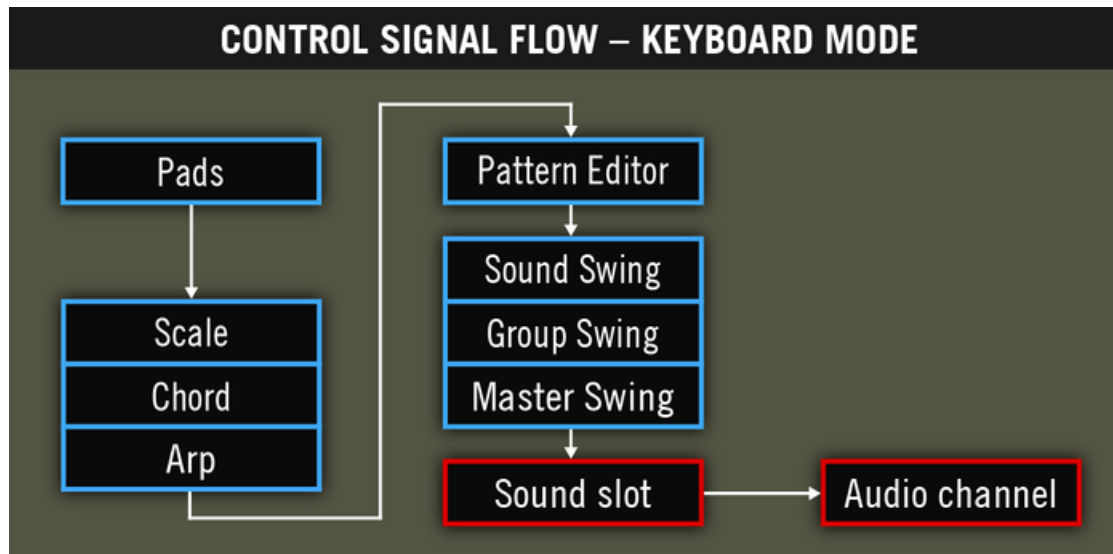 CONTROL SIGNAL FLOW – KEYBOARD MODE
Pads
Scale
Chord
Arp
Pattern Editor
Sound Swing
Group Swing
Master Swing
Sound slot
Audio channel